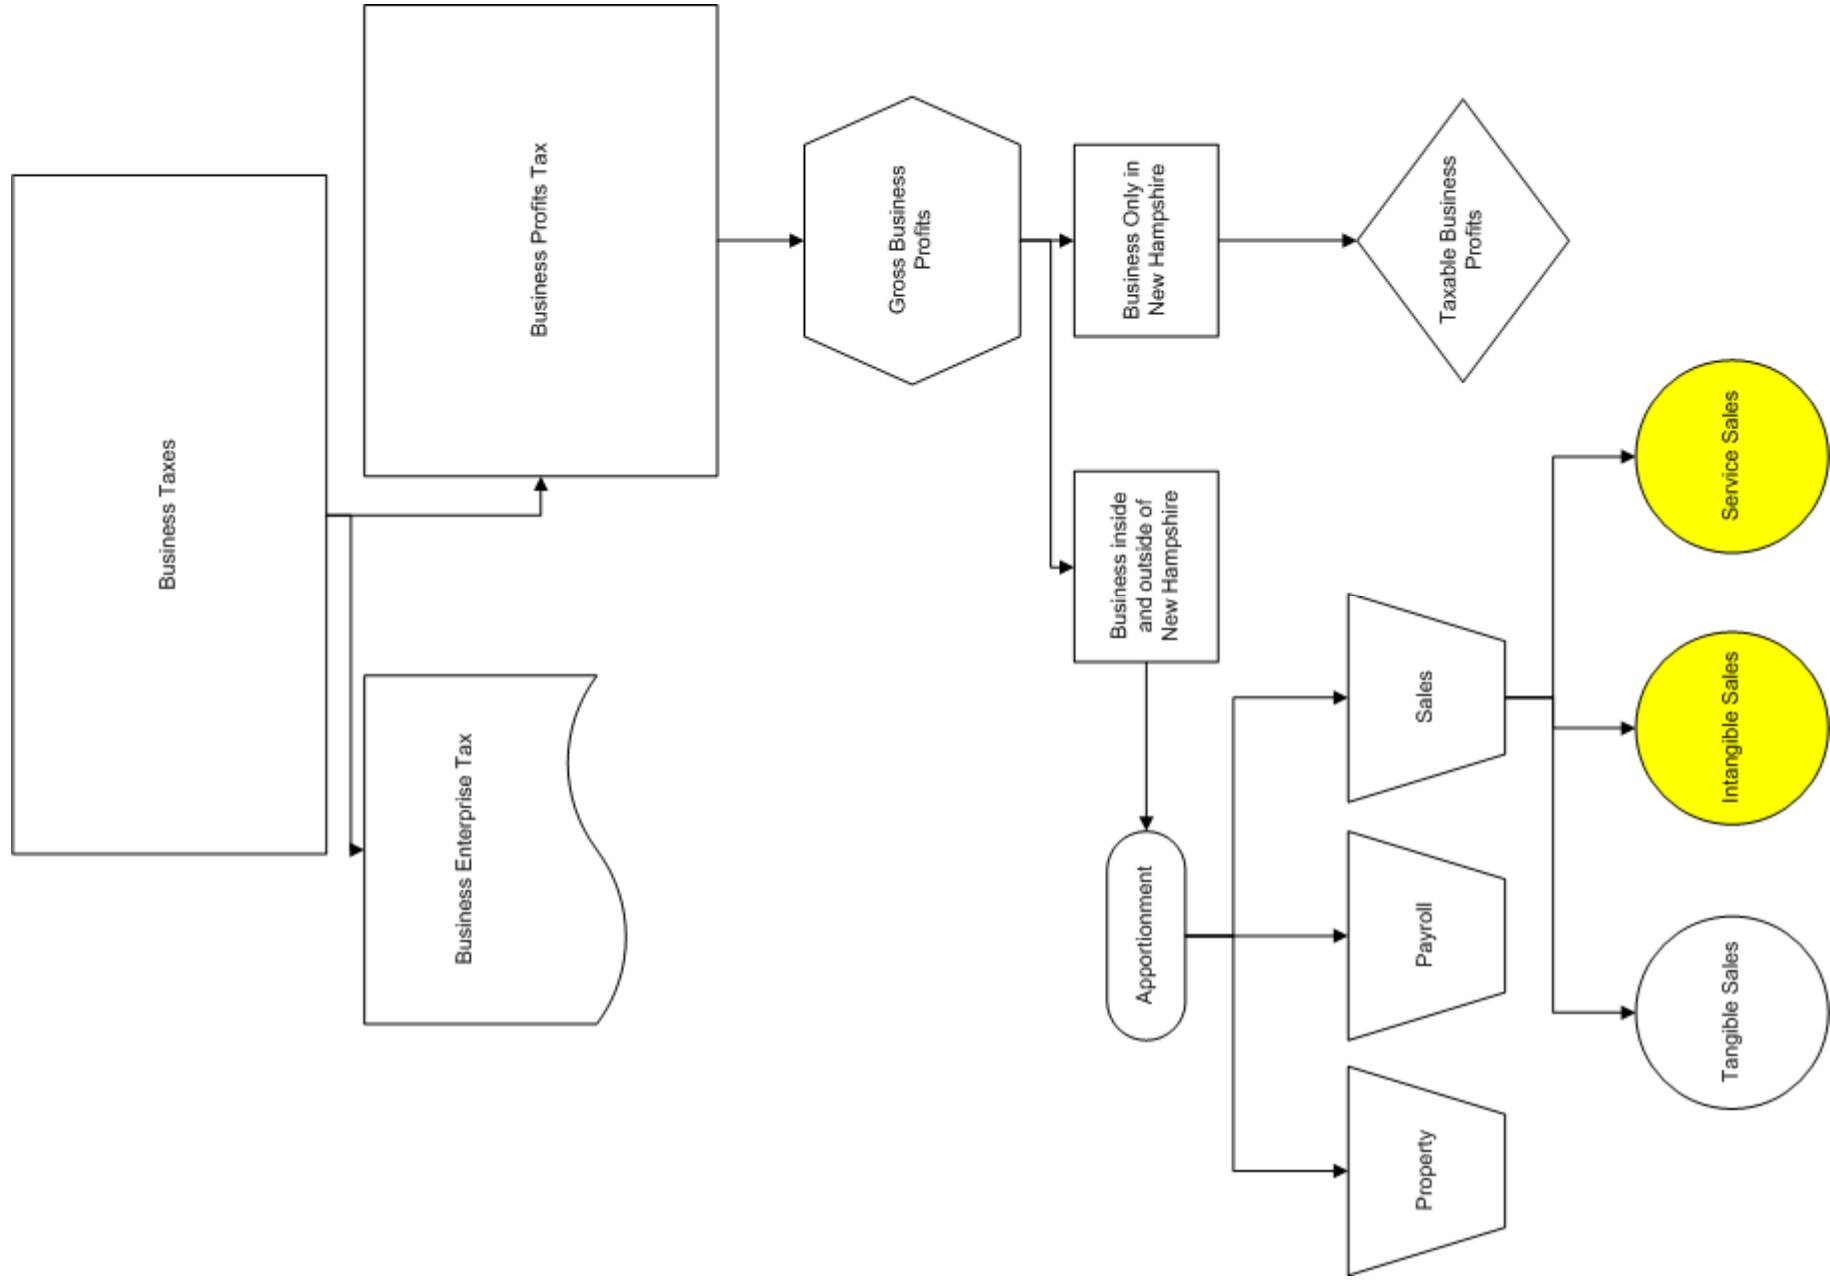 Business Taxes
Business Enterprise Tax
Business Profits Tax
Gross Business
Profits
Business inside
and outside of
New Hampshire
Business Only in
New Hampshire
Apportionment
Taxable Business
Profits
Property
Payroll
Sales
Tangible Sales
Intangible Sales
Service Sales